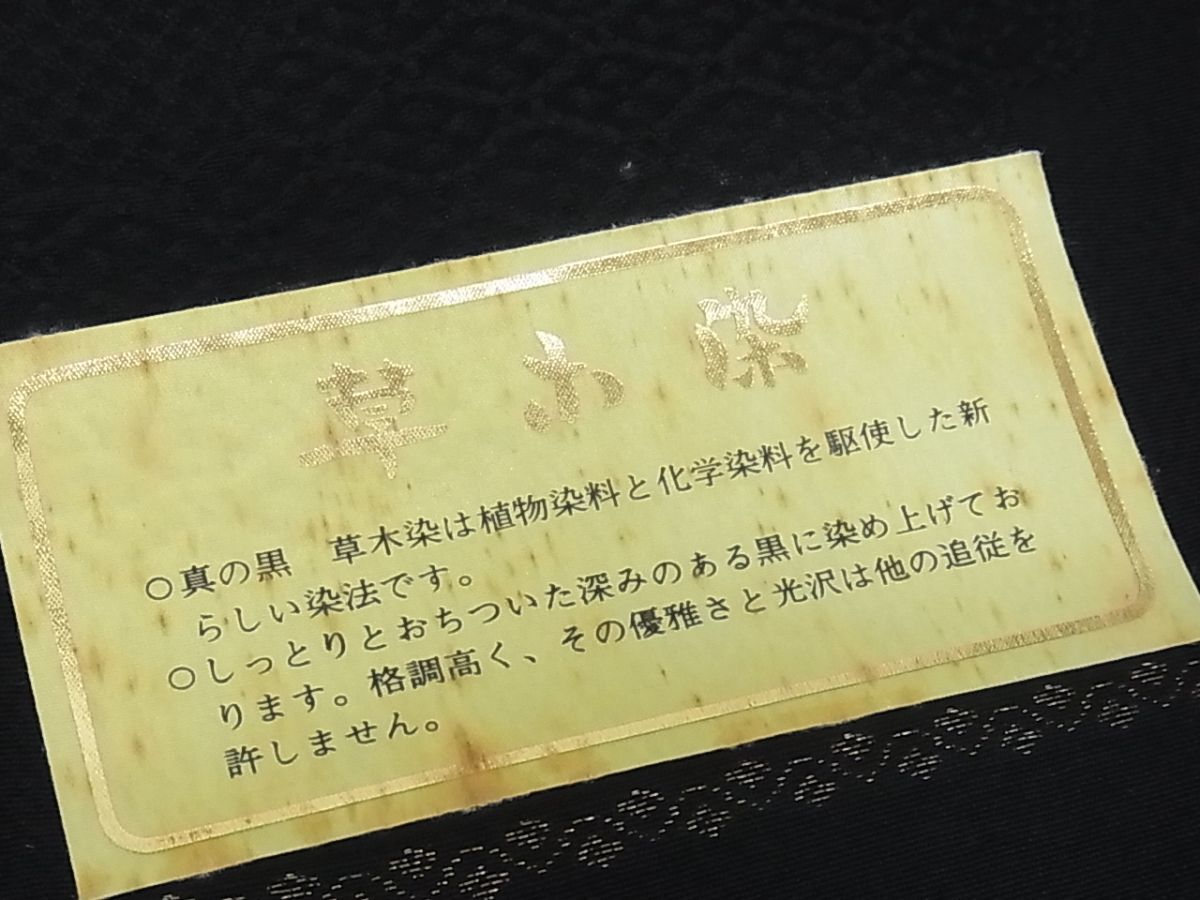 草木染
○真の黒　草木染は植物染料と化学染料を駆使した新
らしい染法です。
○しっとりとおちついた深みのある黒に染め上げてお
ります。格調高く、その優雅さと光沢は他の追従を
許しません。